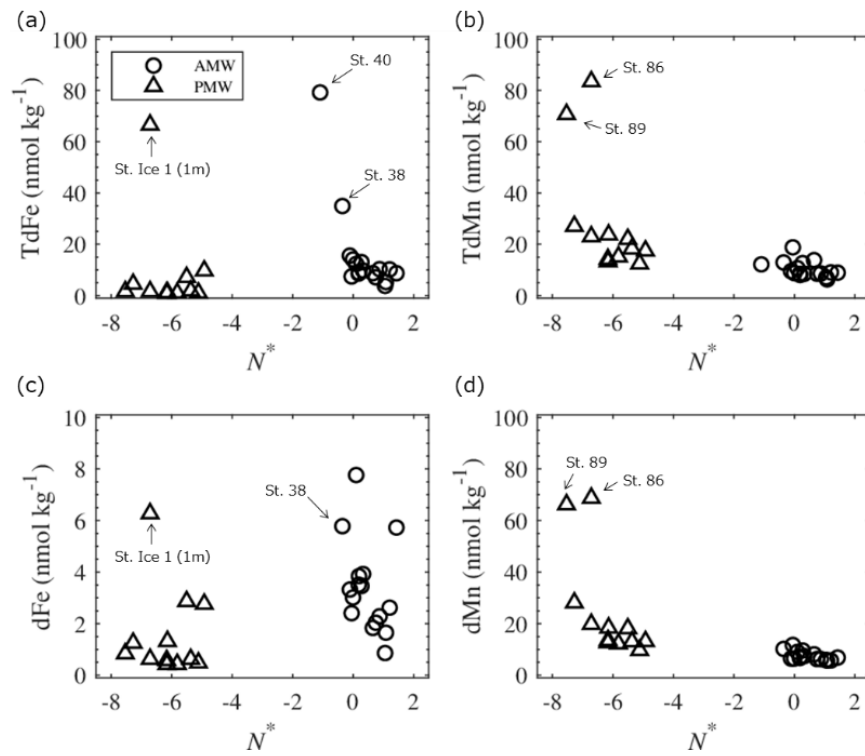 (a)
(b)
100
80
60
40
20
0
TdFe (nmol kg⁻¹)
AMW
PMW
St. 40
St. Ice 1 (1m)
St. 38
-8 -6 -4 -2 0 2
N*
100
80
60
40
20
0
TdMn (nmol kg⁻¹)
St. 86
St. 89
-8 -6 -4 -2 0 2
N*
(c)
(d)
10
8
6
4
2
0
dFe (nmol kg⁻¹)
St. 38
St. Ice 1 (1m)
-8 -6 -4 -2 0 2
N*
100
80
60
40
20
0
dMn (nmol kg⁻¹)
St. 89
St. 86
-8 -6 -4 -2 0 2
N*